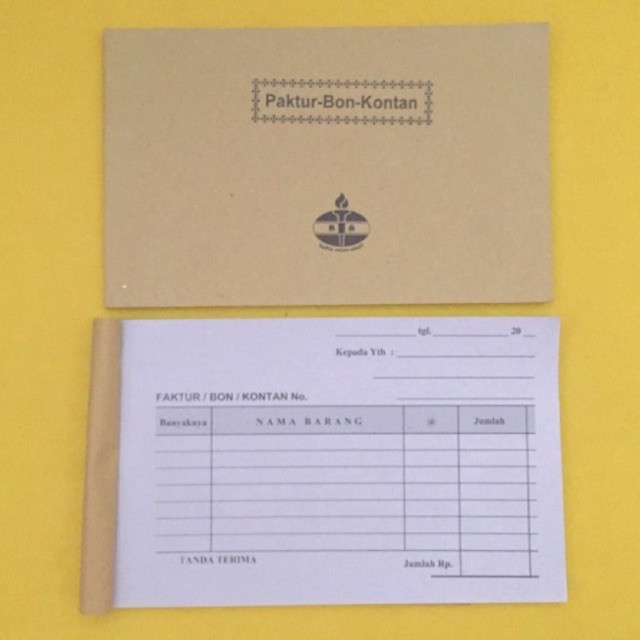 Paktur-Bon-Kontan
tgl. 20
Kepada Yth :
FAKTUR / BON / KONTAN No.
Banyaknya NAMA BARANG @ Jumlah
TANDA TERIMA Jumlah Rp.